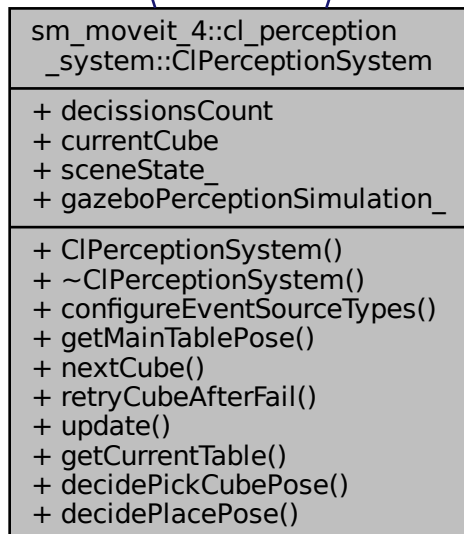 sm_moveit_4::cl_perception
_system::ClPerceptionSystem
+ decissionsCount
+ currentCube
+ sceneState_
+ gazeboPerceptionSimulation_
+ ClPerceptionSystem()
+ ~ClPerceptionSystem()
+ configureEventSourceTypes()
+ getMainTablePose()
+ nextCube()
+ retryCubeAfterFail()
+ update()
+ getCurrentTable()
+ decidePickCubePose()
+ decidePlacePose()